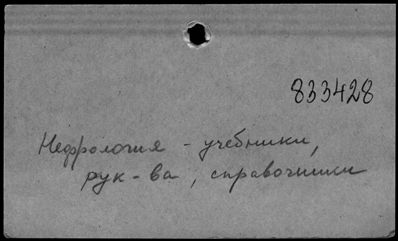 833428
Нефрология - учебники,
рук-ва, справочники